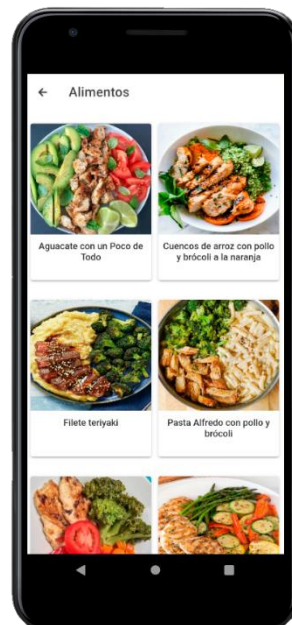 Alimentos
Aguacate con un Poco de
Todo
Cuencos de arroz con pollo
y brócoli a la naranja
Filete teriyaki
Pasta Alfredo con pollo y
brócoli